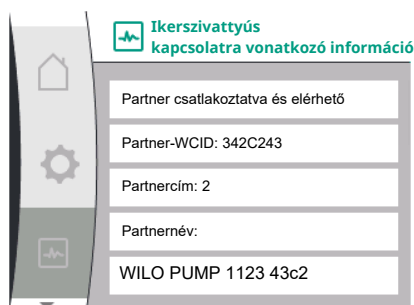 Ikerszivattyús
kapcsolatra vonatkozó információ
Partner csatlakoztatva és elérhető
Partner-WCID: 342C243
Partnercím: 2
Partnernév:
WILO PUMP 1123 43c2